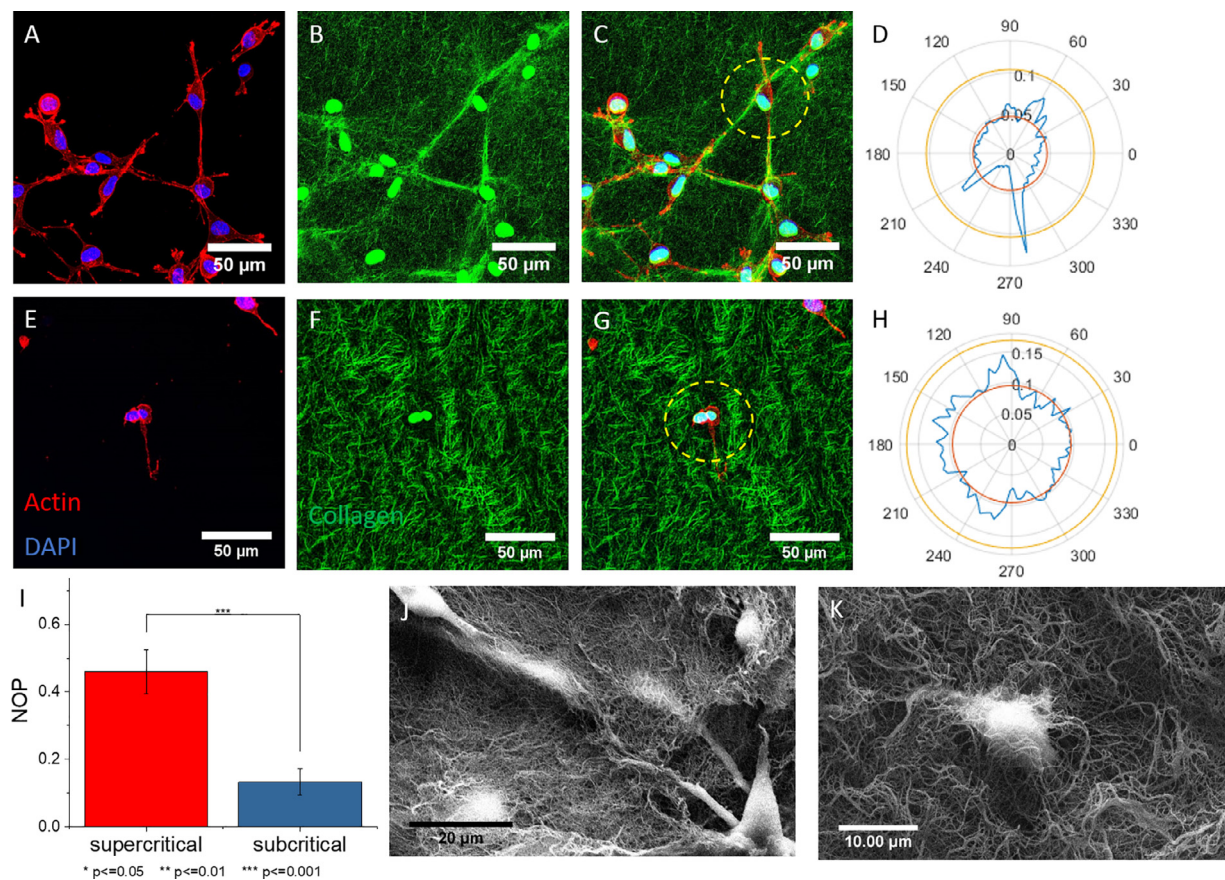 A
50 µm
B
50 µm
C
50 µm
D
90
120
60
150
30
0.1
0.05
180
0
0
210
330
240
300
270
E
Actin
DAPI
50 µm
F
Collagen
50 µm
G
50 µm
H
90
120
60
150
30
0.15
0.1
0.05
180
0
0
210
330
240
300
270
I
***
0.6
0.4
0.2
0.0
NOP
supercritical subcritical
* p<=0.05 ** p<=0.01 *** p<=0.001
J
20 µm
K
10.00 µm